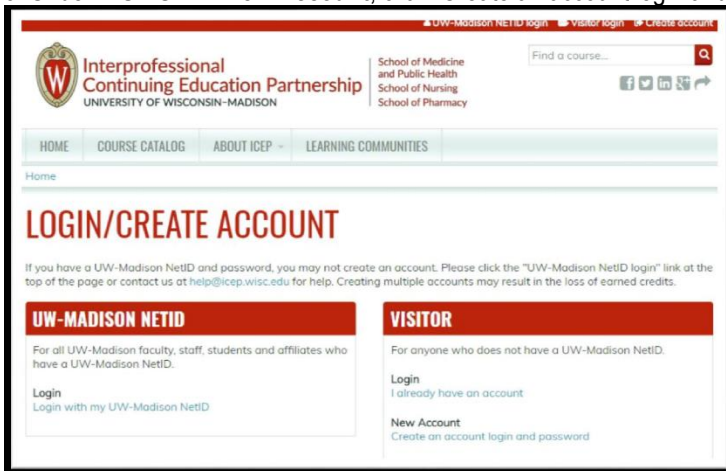 UW-Madison NETID login Visitor login Create account
Interprofessional
Continuing Education Partnership
UNIVERSITY OF WISCONSIN–MADISON
School of Medicine
and Public Health
School of Nursing
School of Pharmacy
Find a course...
HOME COURSE CATALOG ABOUT ICEP LEARNING COMMUNITIES
Home
LOGIN/CREATE ACCOUNT
If you have a UW-Madison NetID and password, you may not create an account. Please click the "UW-Madison NetID login" link at the
top of the page or contact us at help@icep.wisc.edu for help. Creating multiple accounts may result in the loss of earned credits.
UW-MADISON NETID
For all UW-Madison faculty, staff, students and affiliates who
have a UW-Madison NetID.
Login
Login with my UW-Madison NetID
VISITOR
For anyone who does not have a UW-Madison NetID.
Login
I already have an account
New Account
Create an account login and password